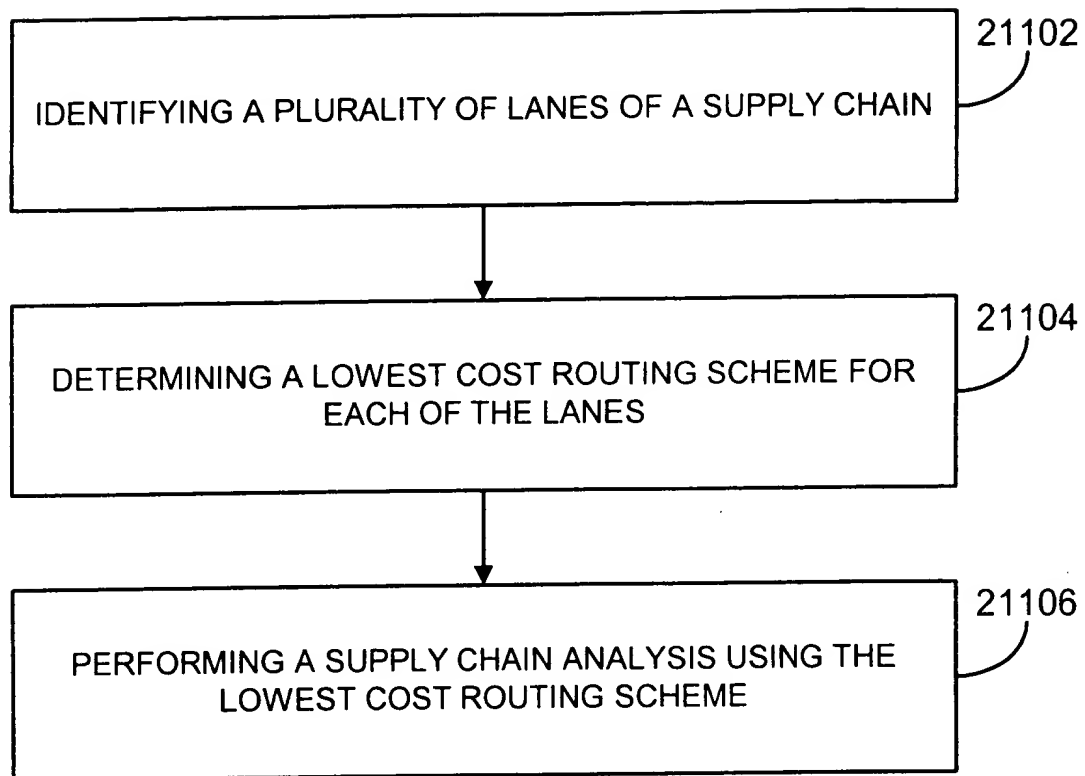 21102
IDENTIFYING A PLURALITY OF LANES OF A SUPPLY CHAIN
21104
DETERMINING A LOWEST COST ROUTING SCHEME FOR
EACH OF THE LANES
21106
PERFORMING A SUPPLY CHAIN ANALYSIS USING THE
LOWEST COST ROUTING SCHEME